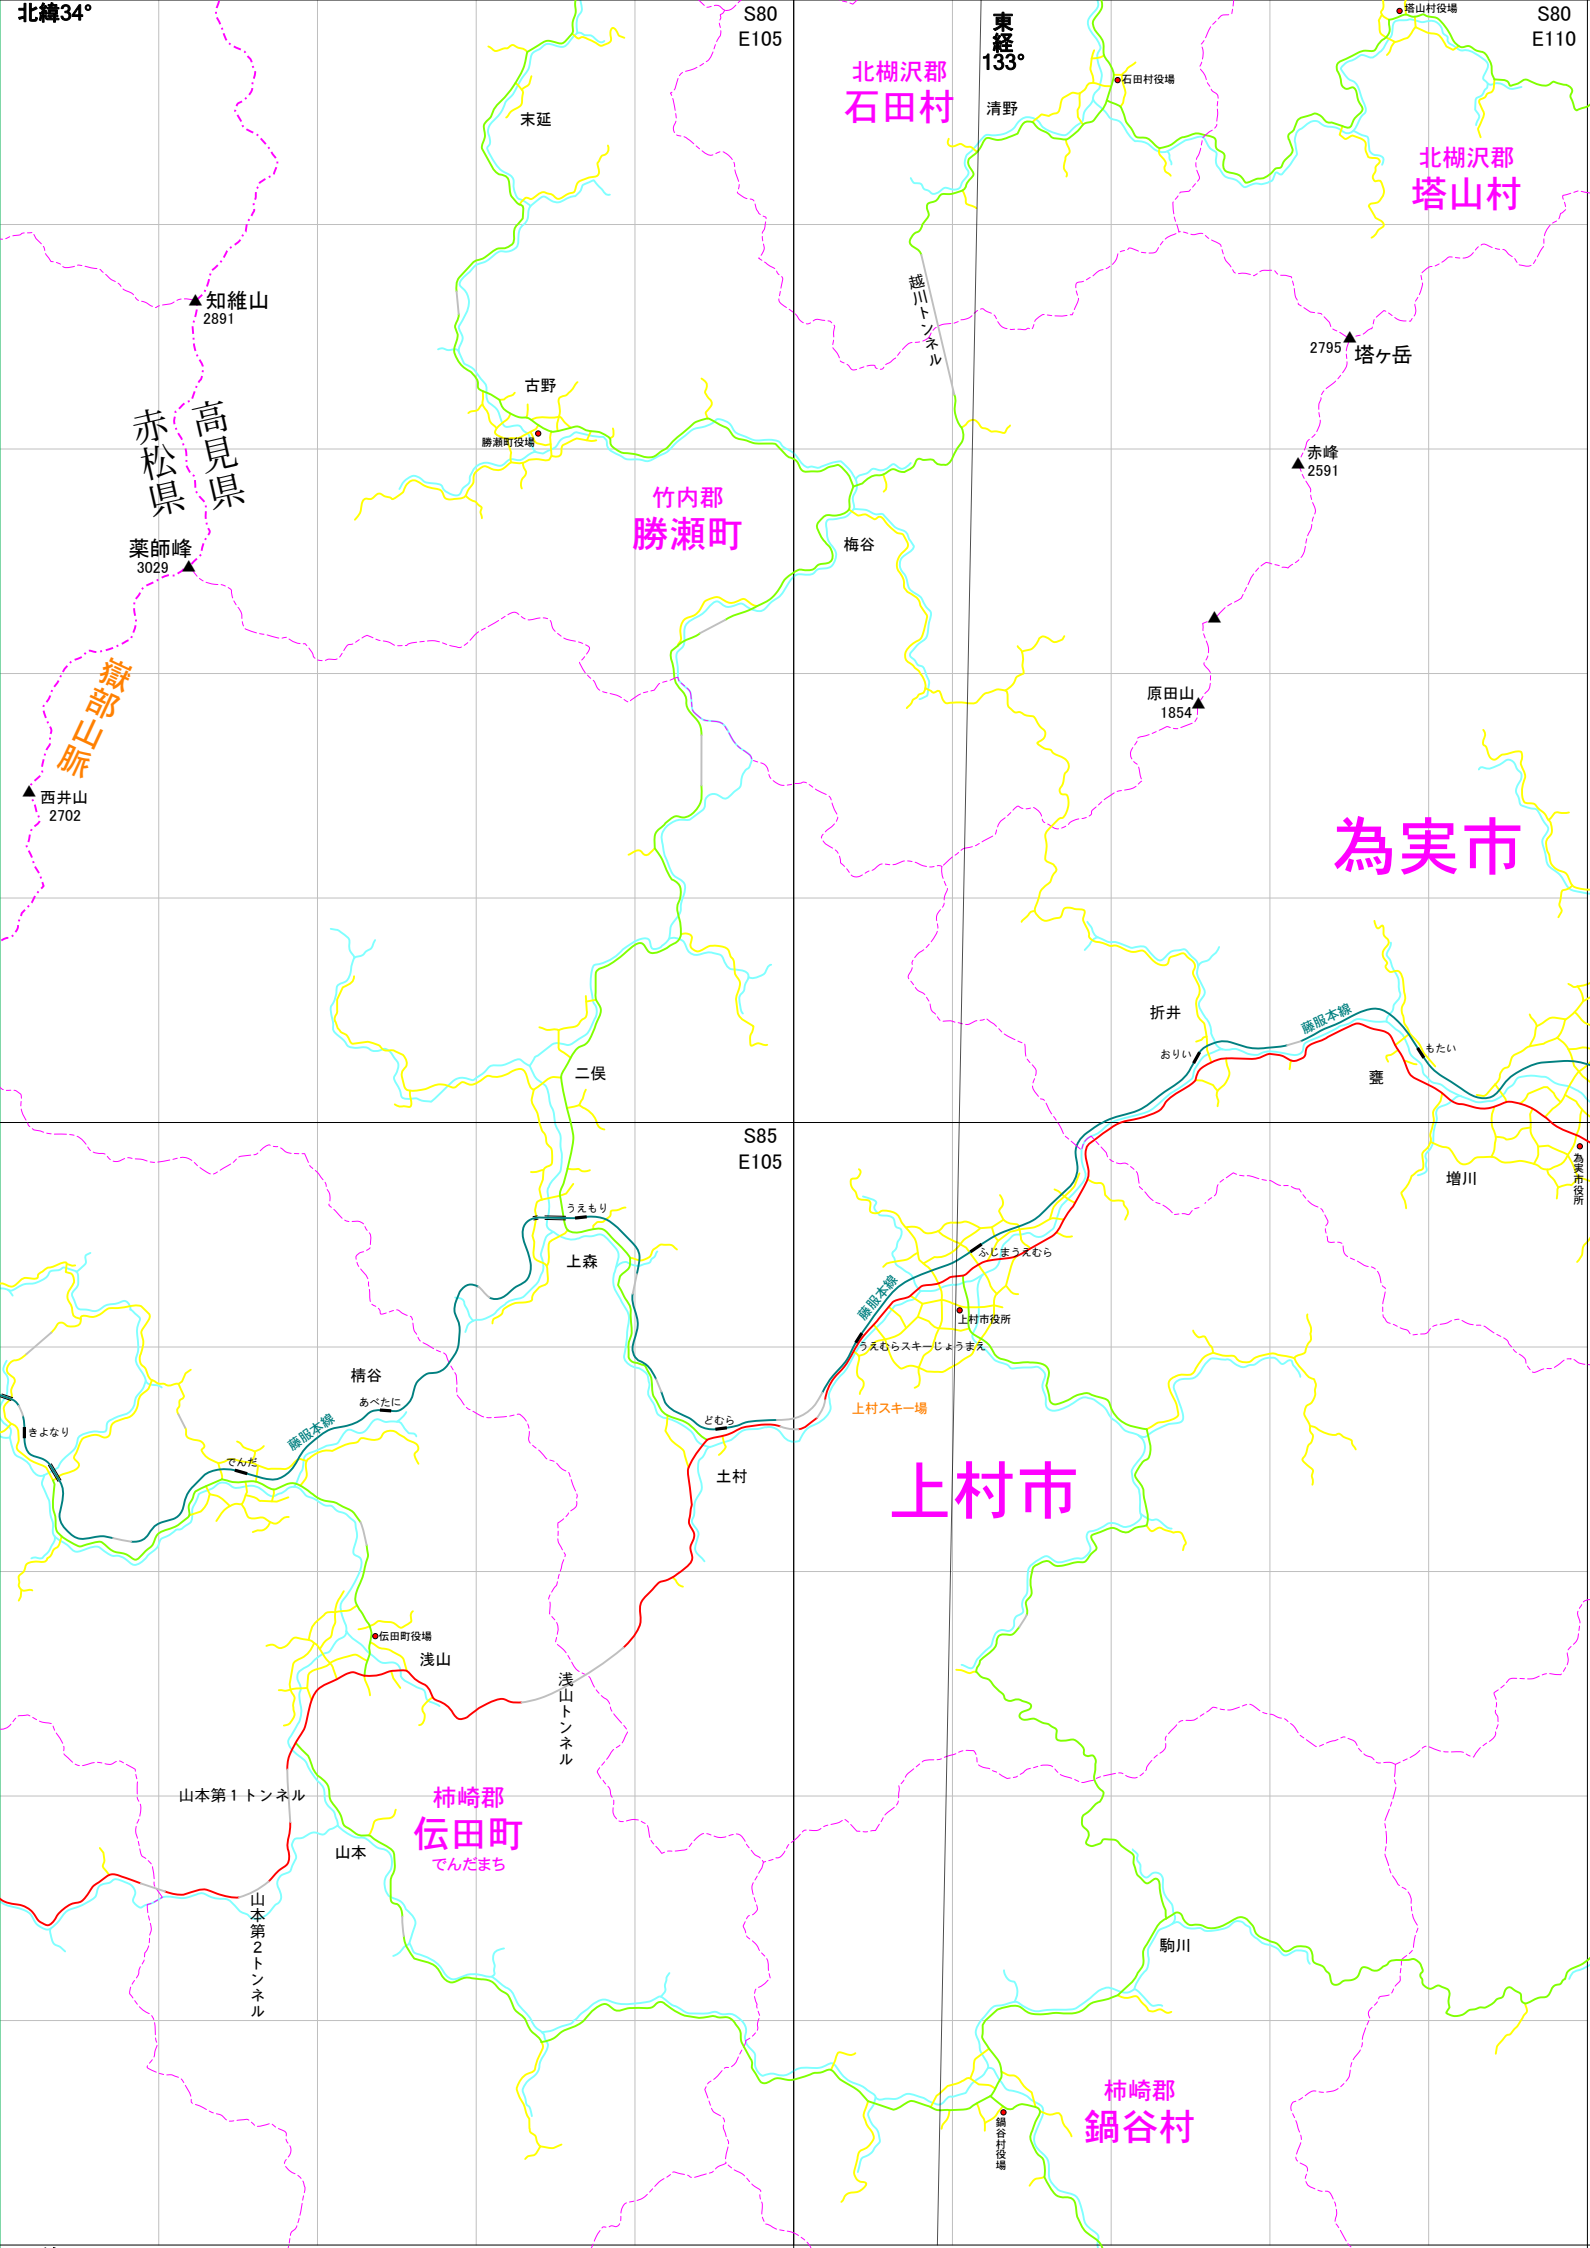 北緯34°
S80
E105
東経
133°
塔山村役場
S80
E110
北楜沢郡
石田村
石田村役場
清野
末延
北楜沢郡
塔山村
知維山
2891
越川トンネル
2795
塔ヶ岳
古野
勝瀬町役場
赤松県
高見県
赤峰
2591
竹内郡
勝瀬町
梅谷
薬師峰
3029
嶽部山脈
原田山
1854
西井山
2702
為実市
折井
藤服本線
おりい
もたい
甕
二俣
S85
E105
増川
為実市役所
うえもり
上森
ふじまうえむら
藤服本線
上村市役所
うえむらスキーじょうまえ
棈谷
あべたに
藤服本線
上村スキー場
きよなり
どむら
でんだ
土村
上村市
伝田町役場
浅山
浅山トンネル
山本第1トンネル
柿崎郡
伝田町
でんだまち
山本
山本第2トンネル
駒川
柿崎郡
鍋谷村
鍋谷村役場